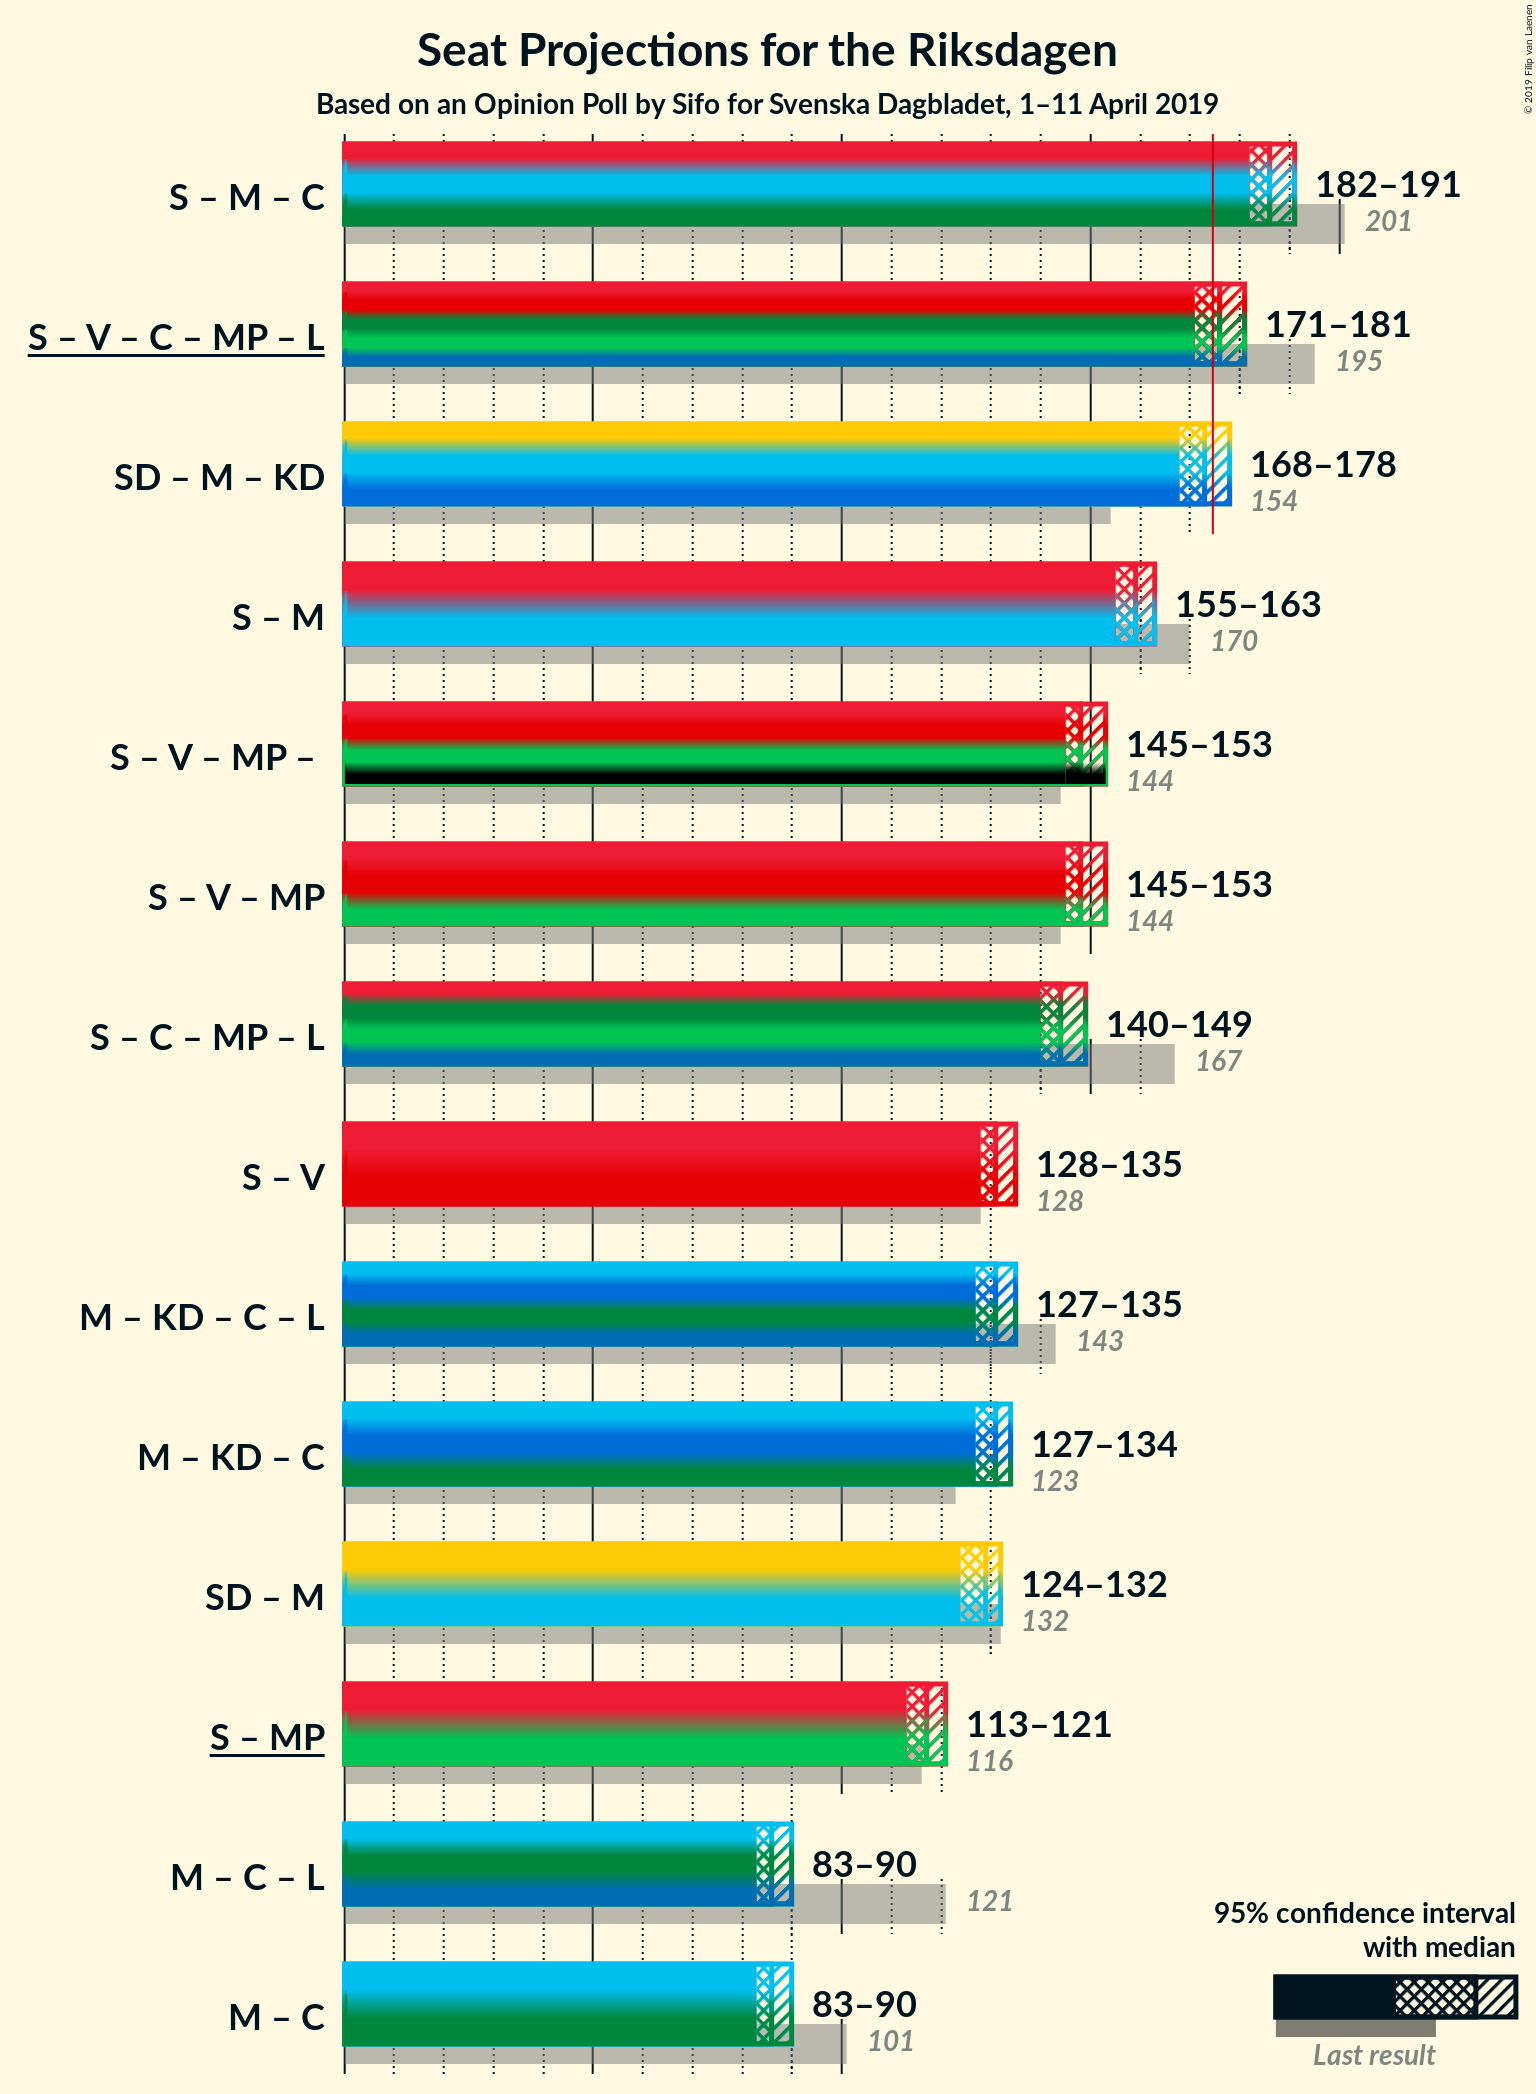 Seat Projections for the Riksdagen
Based on an Opinion Poll by Sifo for Svenska Dagbladet, 1–11 April 2019
© 2019 Filip van Laenen
S – M – C
182–191
201
S – V – C – MP – L
171–181
195
SD – M – KD
168–178
154
S – M
155–163
170
S – V – MP –
145–153
144
S – V – MP
145–153
144
S – C – MP – L
140–149
167
S – V
128–135
128
M – KD – C – L
127–135
143
M – KD – C
127–134
123
SD – M
124–132
132
S – MP
113–121
116
M – C – L
83–90
121
M – C
83–90
101
95% confidence interval
with median
Last result